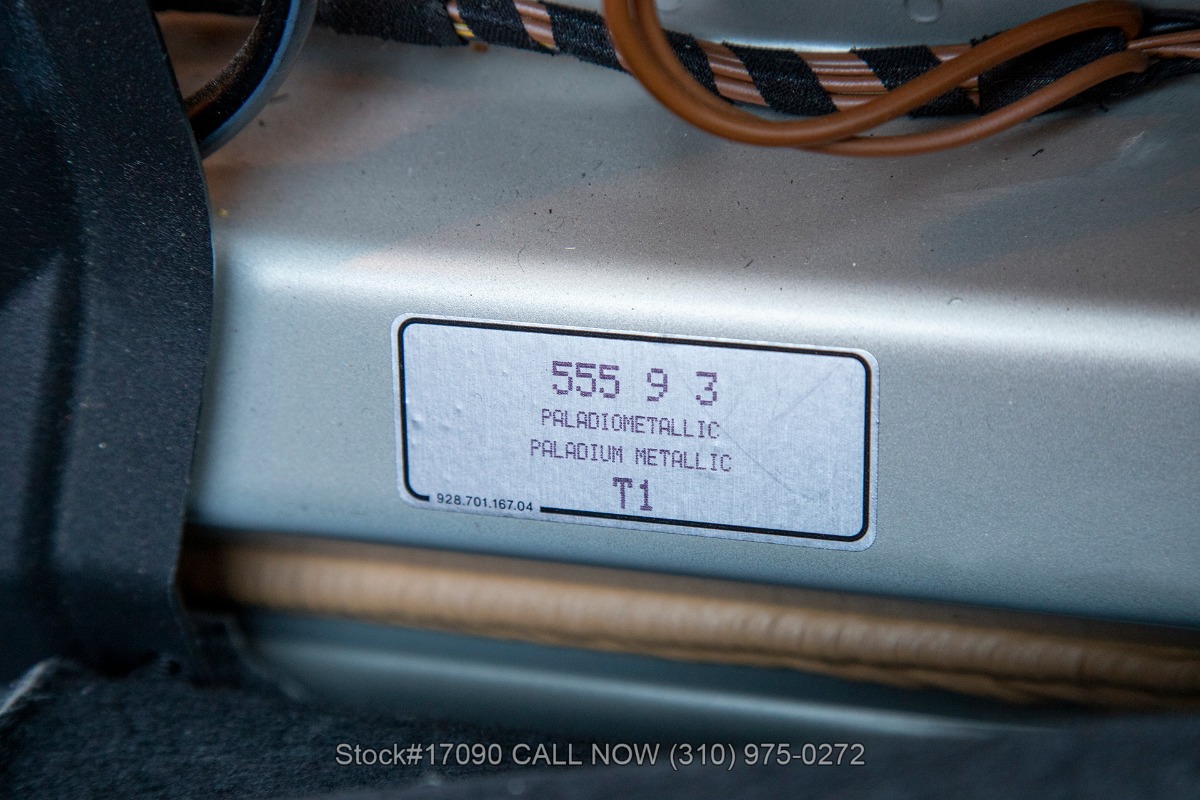 555 9 3
PALADIOMETALLIC
PALADIUM METALLIC
T1
928.701.167.04
Stock#17090 CALL NOW (310) 975-0272